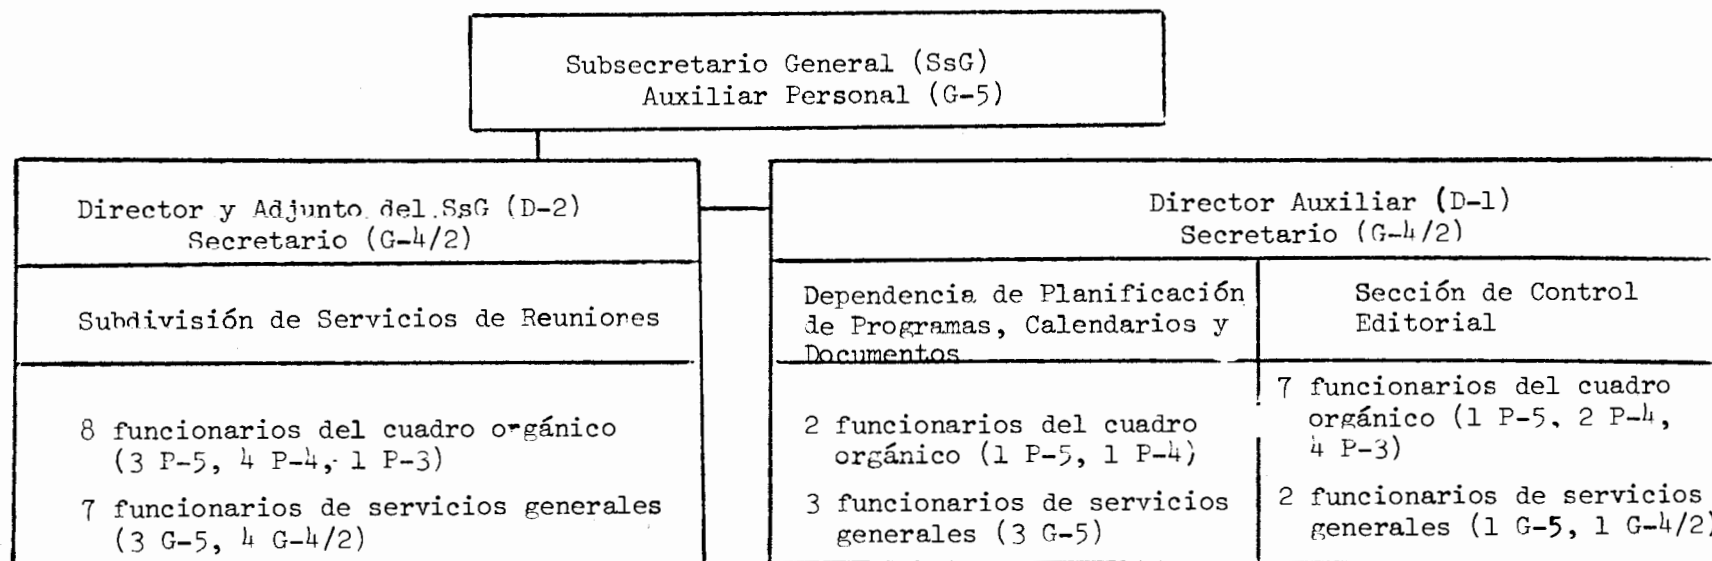 Subsecretario General (SsG)
Auxiliar Personal (G-5)
Director y Adjunto del SsG (D-2)
Secretario (G-4/2)
Subdivisión de Servicios de Reuniones
8 funcionarios del cuadro orgánico
(3 P-5, 4 P-4, 1 P-3)
7 funcionarios de servicios generales
(3 G-5, 4 G-4/2)
Director Auxiliar (D-1)
Secretario (G-4/2)
Dependencia de Planificación
de Programas, Calendarios y
Documentos
2 funcionarios del cuadro
orgánico (1 P-5, 1 P-4)
3 funcionarios de servicios
generales (3 G-5)
Sección de Control
Editorial
7 funcionarios del cuadro
orgánico (1 P-5, 2 P-4,
4 P-3)
2 funcionarios de servicios
generales (1 G-5, 1 G-4/2)